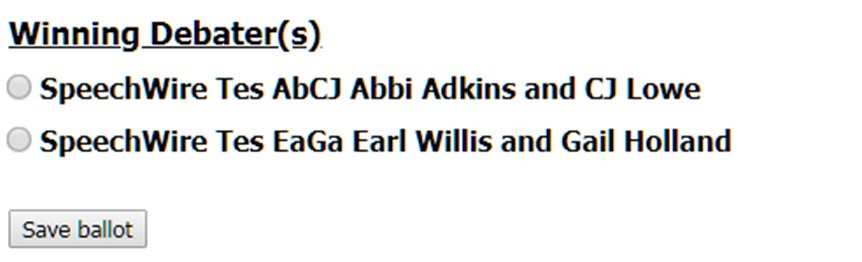 Winning Debater(s)
SpeechWire Tes AbCJ Abbi Adkins and CJ Lowe
SpeechWire Tes EaGa Earl Willis and Gail Holland
Save ballot